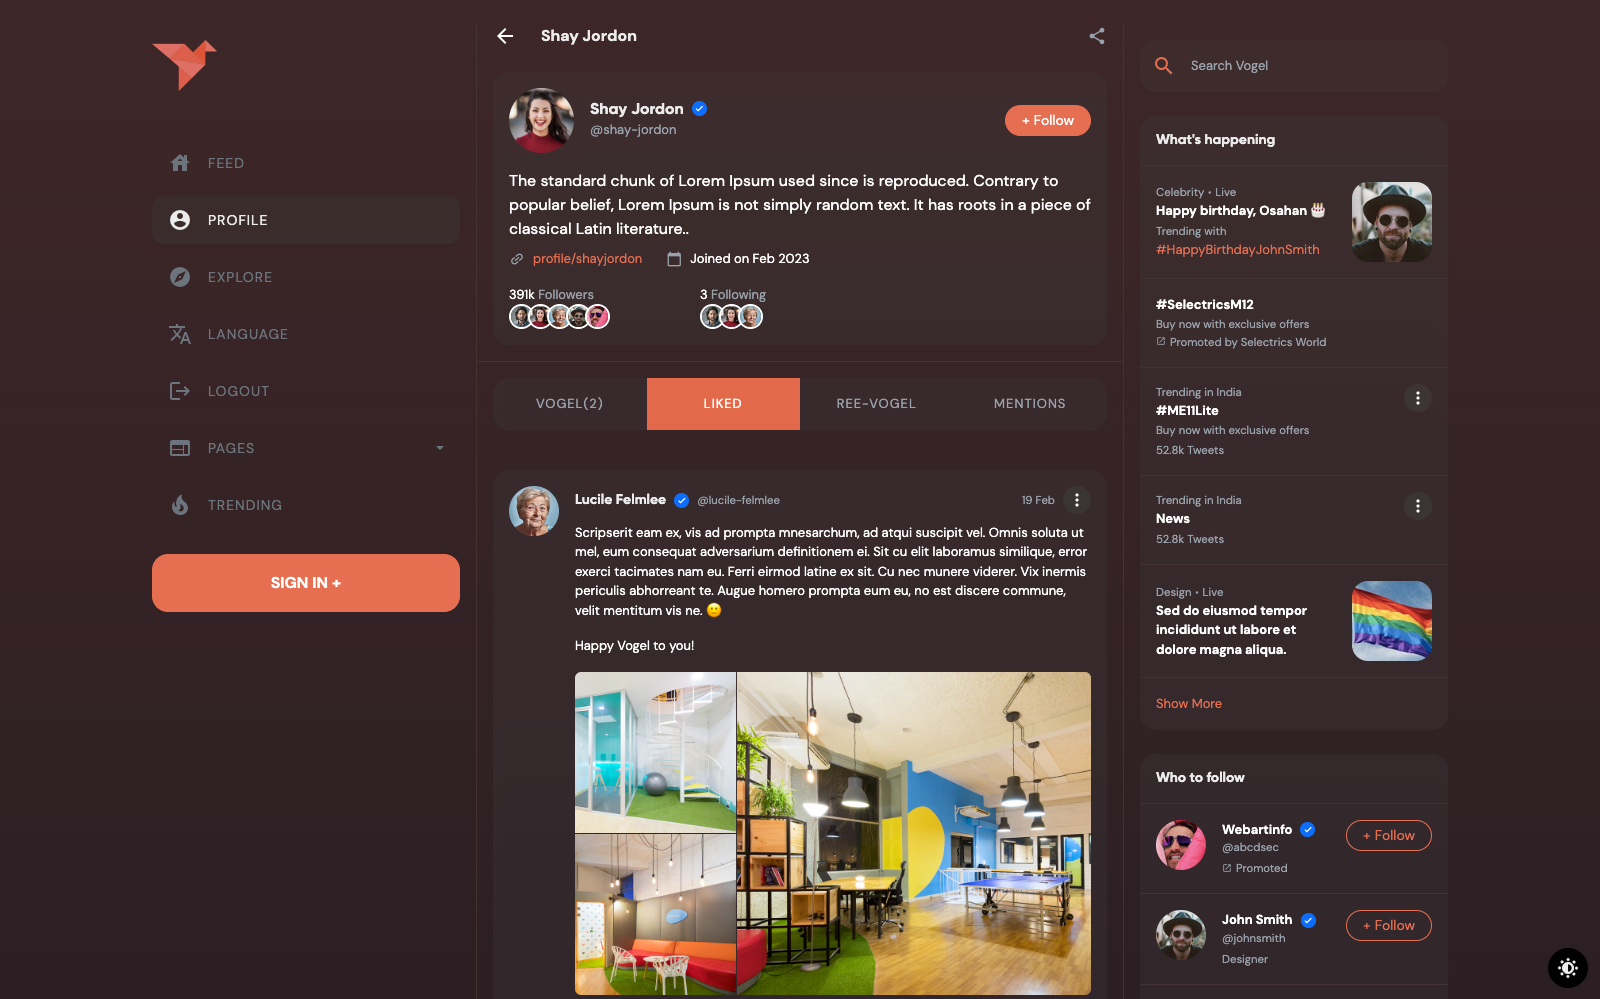 Shay Jordon
FEED
PROFILE
EXPLORE
LANGUAGE
LOGOUT
PAGES
TRENDING
SIGN IN +
Shay Jordon
@shay-jordon
+ Follow
The standard chunk of Lorem Ipsum used since is reproduced. Contrary to
popular belief, Lorem Ipsum is not simply random text. It has roots in a piece of
classical Latin literature..
profile/shayjordon
Joined on Feb 2023
391k Followers
3 Following
VOGEL(2)
LIKED
REE-VOGEL
MENTIONS
Lucile Felmlee @lucile-felmlee 19 Feb
Scripserit eam ex, vis ad prompta mnesarchum, ad atqui suscipit vel. Omnis soluta ut
mel, eum consequat adversarium definitionem ei. Sit cu elit laboramus similique, error
exerci tacimates nam eu. Ferri eirmod latine ex sit. Cu nec munere viderer. Vix inermis
periculis abhorreant te. Augue homero prompta eum eu, no est discere commune,
velit mentitum vis ne. 🙂
Happy Vogel to you!
Search Vogel
What's happening
Celebrity • Live
Happy birthday, Osahan 🎂
Trending with
#HappyBirthdayJohnSmith
#SelectricsM12
Buy now with exclusive offers
Promoted by Selectrics World
Trending in India
#ME11Lite
Buy now with exclusive offers
52.8k Tweets
Trending in India
News
52.8k Tweets
Design • Live
Sed do eiusmod tempor
incididunt ut labore et
dolore magna aliqua.
Show More
Who to follow
Webartinfo
@abcdsec
Promoted
+ Follow
John Smith
@johnsmith
Designer
+ Follow